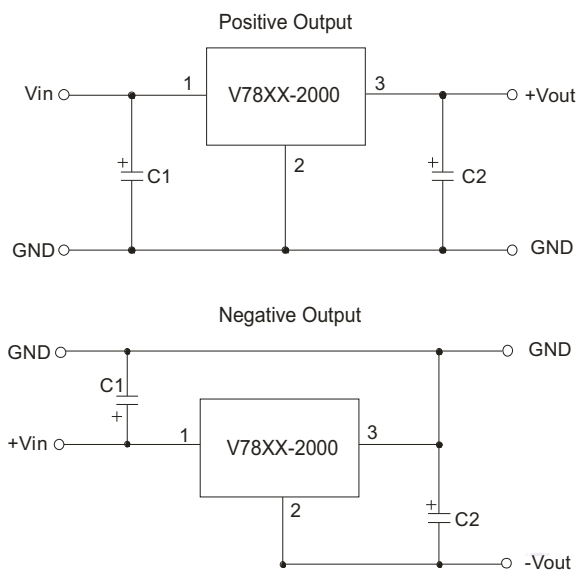 Positive Output
Vin
1
V78XX-2000
3
+Vout
2
+
C1
+
C2
GND
GND
Negative Output
GND
GND
C1
+
+Vin
1
V78XX-2000
3
2
+
C2
-Vout